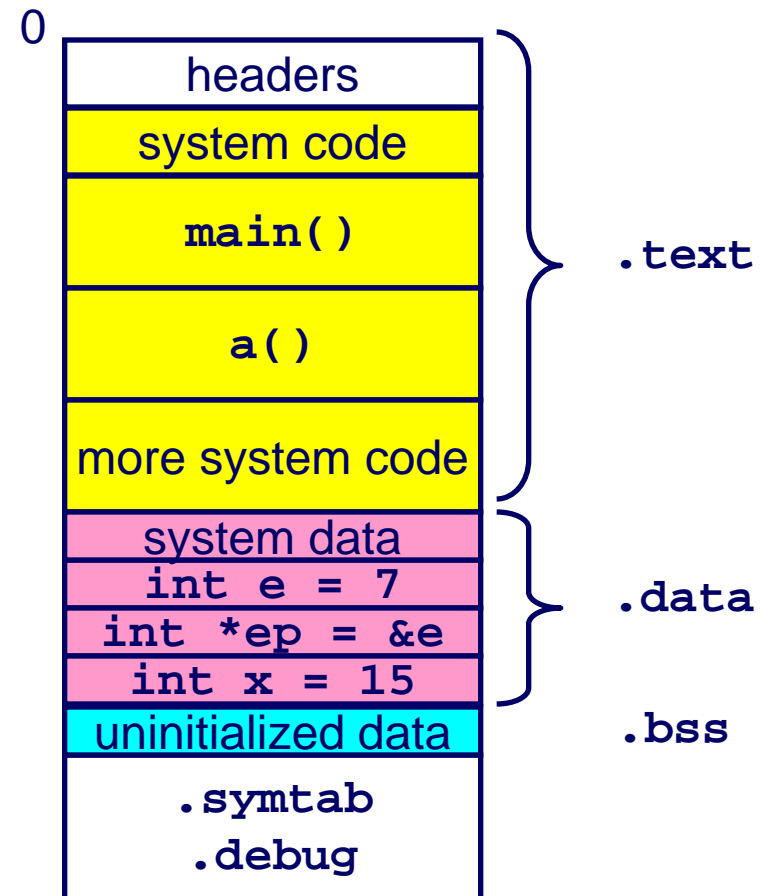 0
headers
system code
main()
a()
more system code
.text
system data
int e = 7
int *ep = &e
int x = 15
.data
uninitialized data
.bss
.symtab
.debug